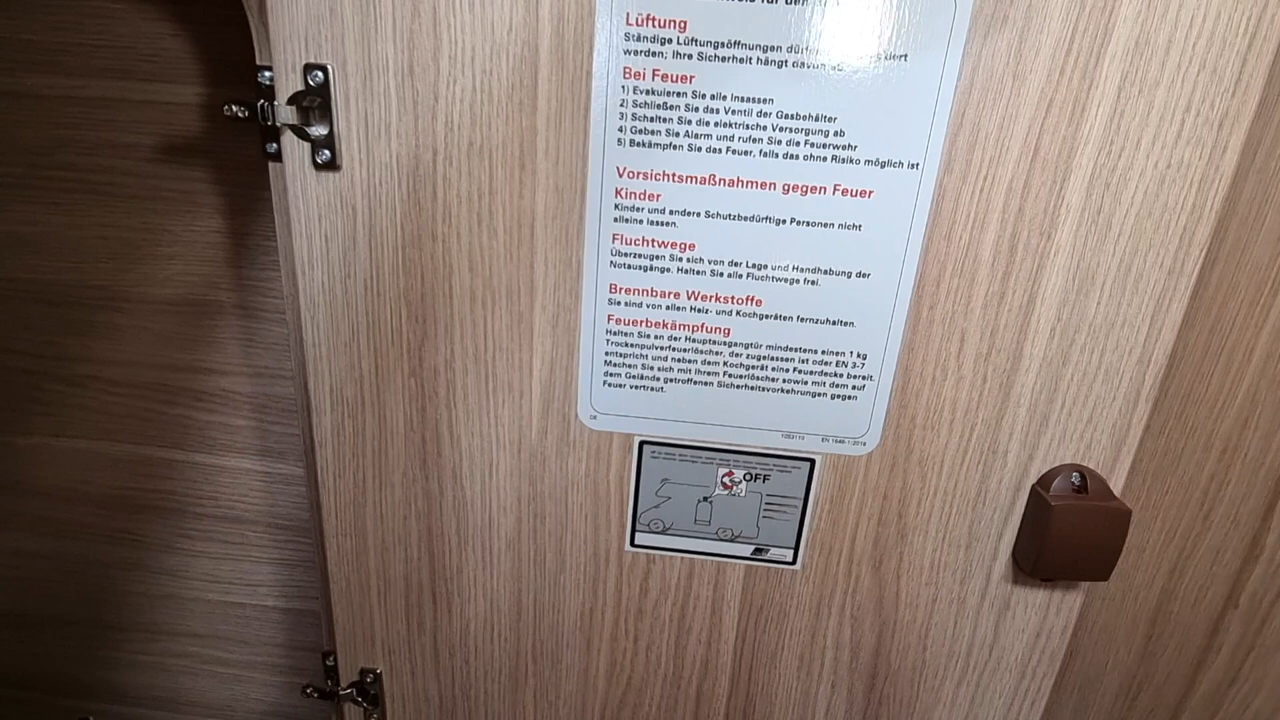 für den
Lüftung
Ständige Lüftungsöffnungen
werden; Ihre Sicherheit hängt davon ab
Bei Feuer
1) Evakuieren Sie alle Insassen
2) Schließen Sie das Ventil der Gasbehälter
3) Schalten Sie die elektrische Versorgung ab
4) Geben Sie Alarm und rufen Sie die Feuerwehr
5) Bekämpfen Sie das Feuer, falls das ohne Risiko möglich ist
Vorsichtsmaßnahmen gegen Feuer
Kinder
Kinder und andere Schutzbedürftige Personen nicht
alleine lassen.
Fluchtwege
Überzeugen Sie sich von der Lage und Handhabung der
Notausgänge. Halten Sie alle Fluchtwege frei.
Brennbare Werkstoffe
Sie sind von allen Heiz- und Kochgeräten fernzuhalten.
Feuerbekämpfung
Halten Sie an der Hauptausgangtür mindestens einen 1 kg
Trockenpulverfeuerlöscher, der zugelassen ist oder EN 3-7
entspricht und neben dem Kochgerät eine Feuerdecke bereit.
Machen Sie sich mit Ihrem Feuerlöscher sowie mit dem auf
dem Gelände getroffenen Sicherheitsvorkehrungen gegen
Feuer vertraut.
EN 1646-1:2018
OFF